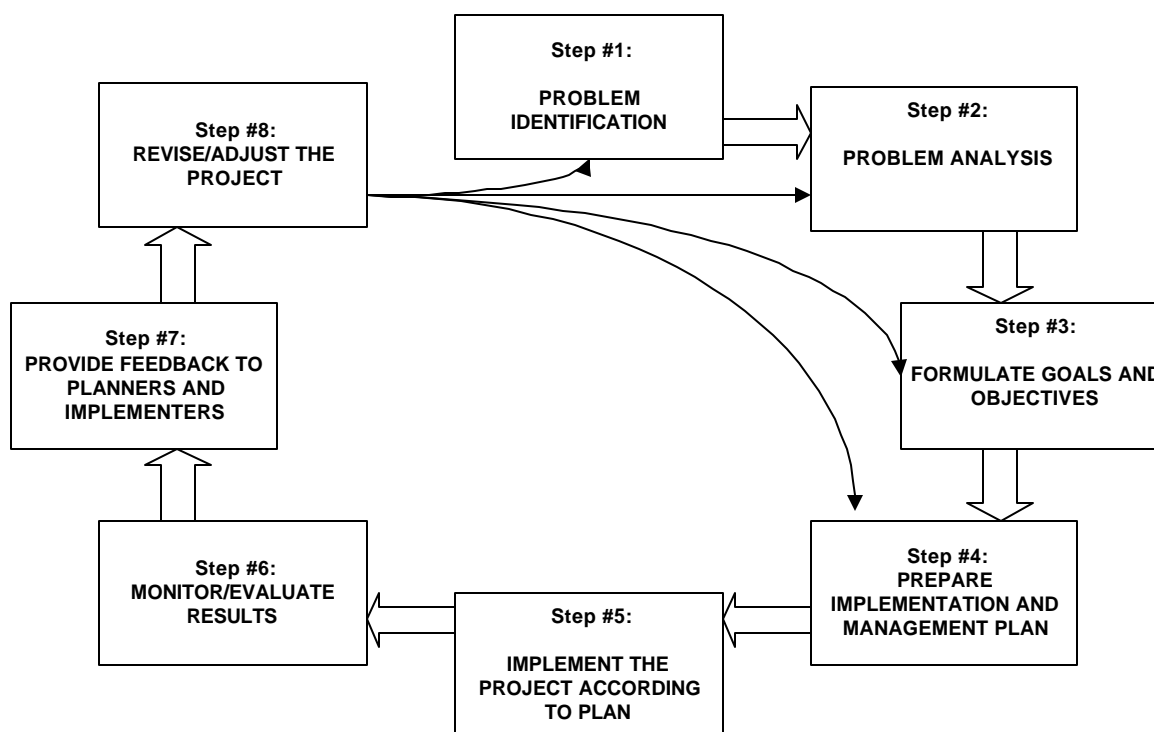 Step #1:
PROBLEM
IDENTIFICATION
Step #2:
PROBLEM ANALYSIS
Step #3:
FORMULATE GOALS AND
OBJECTIVES
Step #4:
PREPARE
IMPLEMENTATION AND
MANAGEMENT PLAN
Step #5:
IMPLEMENT THE
PROJECT ACCORDING
TO PLAN
Step #6:
MONITOR/EVALUATE
RESULTS
Step #7:
PROVIDE FEEDBACK TO
PLANNERS AND
IMPLEMENTERS
Step #8:
REVISE/ADJUST THE
PROJECT